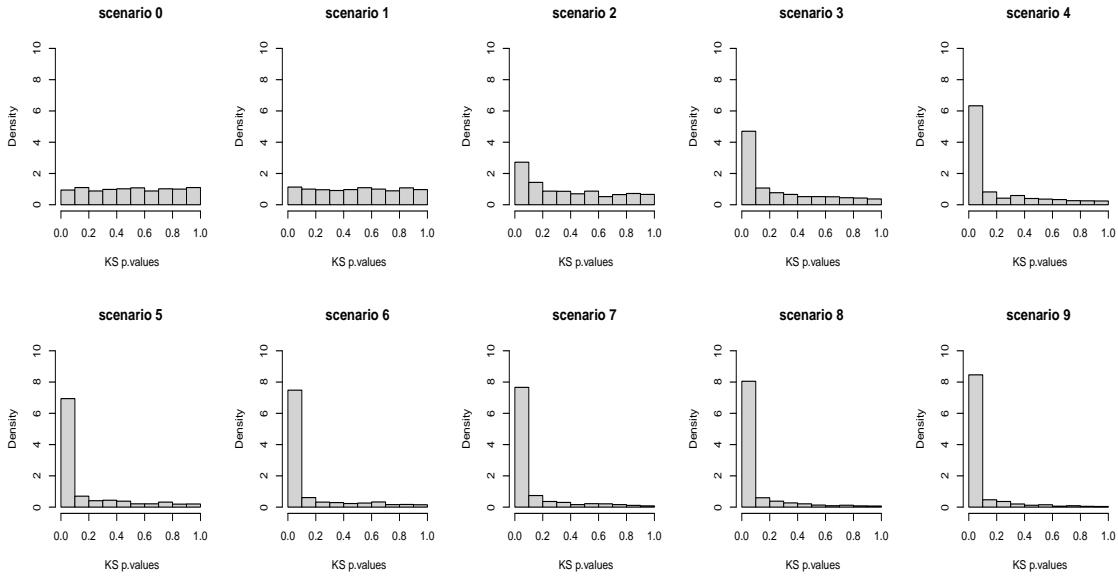 scenario 0
Density
0 2 4 6 8 10
0.0 0.2 0.4 0.6 0.8 1.0
KS p.values
scenario 1
Density
0 2 4 6 8 10
0.0 0.2 0.4 0.6 0.8 1.0
KS p.values
scenario 2
Density
0 2 4 6 8 10
0.0 0.2 0.4 0.6 0.8 1.0
KS p.values
scenario 3
Density
0 2 4 6 8 10
0.0 0.2 0.4 0.6 0.8 1.0
KS p.values
scenario 4
Density
0 2 4 6 8 10
0.0 0.2 0.4 0.6 0.8 1.0
KS p.values
scenario 5
Density
0 2 4 6 8 10
0.0 0.2 0.4 0.6 0.8 1.0
KS p.values
scenario 6
Density
0 2 4 6 8 10
0.0 0.2 0.4 0.6 0.8 1.0
KS p.values
scenario 7
Density
0 2 4 6 8 10
0.0 0.2 0.4 0.6 0.8 1.0
KS p.values
scenario 8
Density
0 2 4 6 8 10
0.0 0.2 0.4 0.6 0.8 1.0
KS p.values
scenario 9
Density
0 2 4 6 8 10
0.0 0.2 0.4 0.6 0.8 1.0
KS p.values